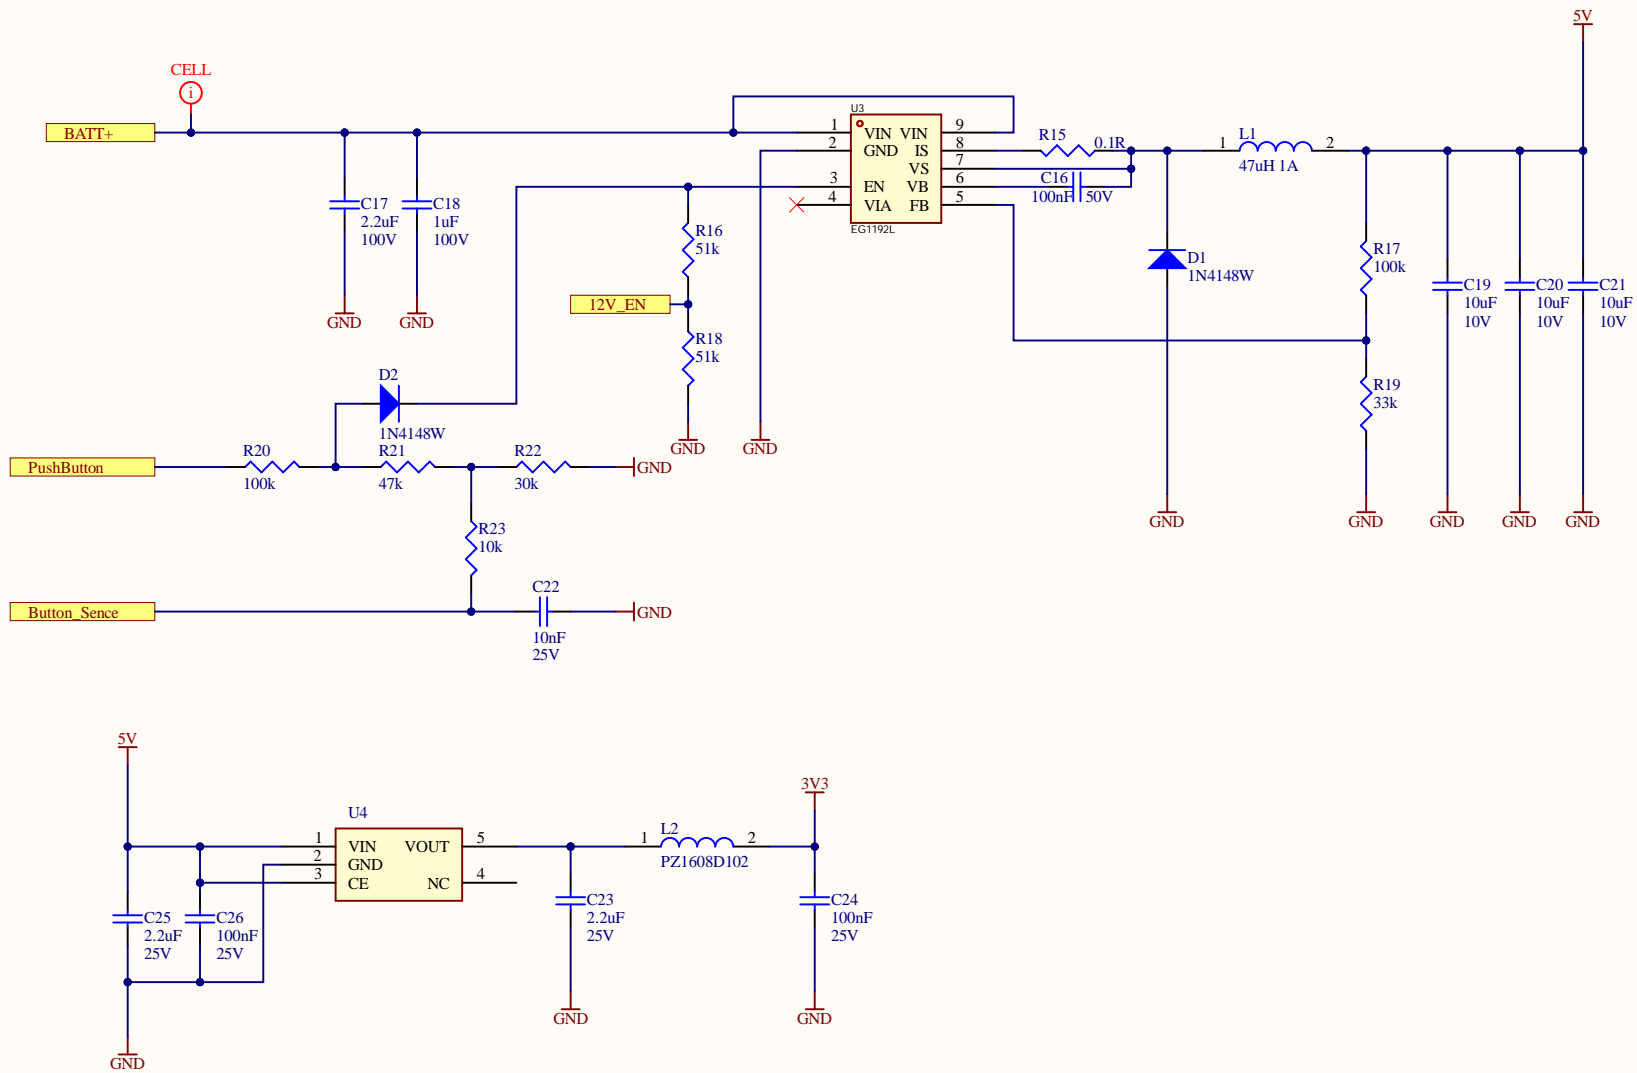 5V
CELL
i
BATT+
U3
1 VIN VIN 9
2 GND IS 8
VS 7
3 EN VB 6
4 VIA FB 5
EG1192L
R15
0.1R
C16
100nF 50V
1 L1 2
47uH 1A
C17
2.2uF
100V
C18
1uF
100V
GND
GND
R16
51k
12V_EN
R18
51k
GND
GND
D1
1N4148W
GND
R17
100k
R19
33k
GND
C19
10uF
10V
GND
C20
10uF
10V
GND
C21
10uF
10V
GND
D2
1N4148W
PushButton
R20
100k
R21
47k
R22
30k
GND
R23
10k
Button_Sence
C22
10nF
25V
GND
5V
U4
1 VIN VOUT 5
2 GND
3 CE NC 4
C25
2.2uF
25V
C26
100nF
25V
GND
C23
2.2uF
25V
GND
1 L2 2
PZ1608D102
3V3
C24
100nF
25V
GND